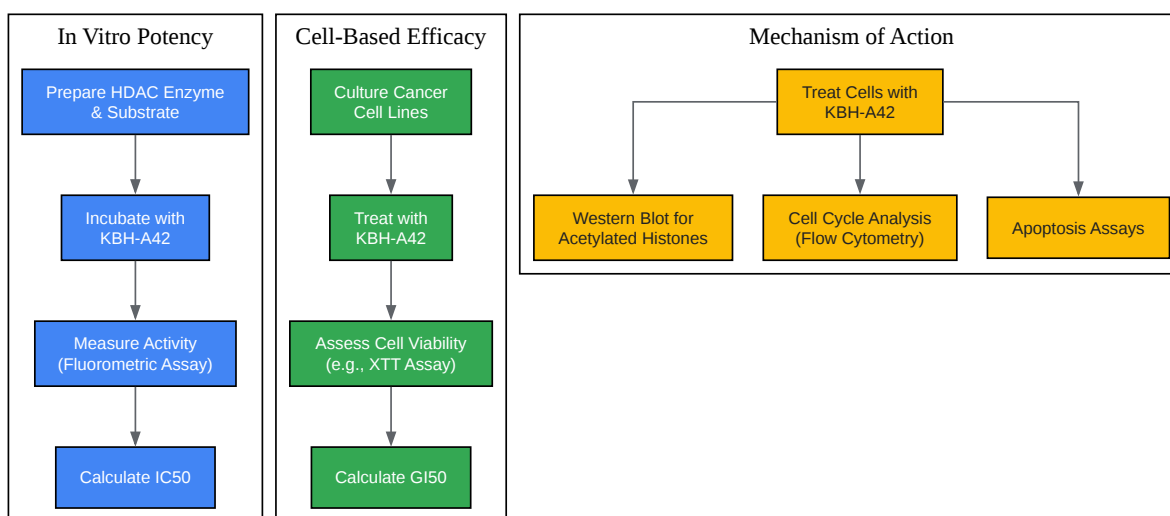 In Vitro Potency
Prepare HDAC Enzyme
& Substrate
Incubate with
KBH-A42
Measure Activity
(Fluorometric Assay)
Calculate IC50
Cell-Based Efficacy
Culture Cancer
Cell Lines
Treat with
KBH-A42
Assess Cell Viability
(e.g., XTT Assay)
Calculate GI50
Mechanism of Action
Treat Cells with
KBH-A42
Western Blot for
Acetylated Histones
Cell Cycle Analysis
(Flow Cytometry)
Apoptosis Assays